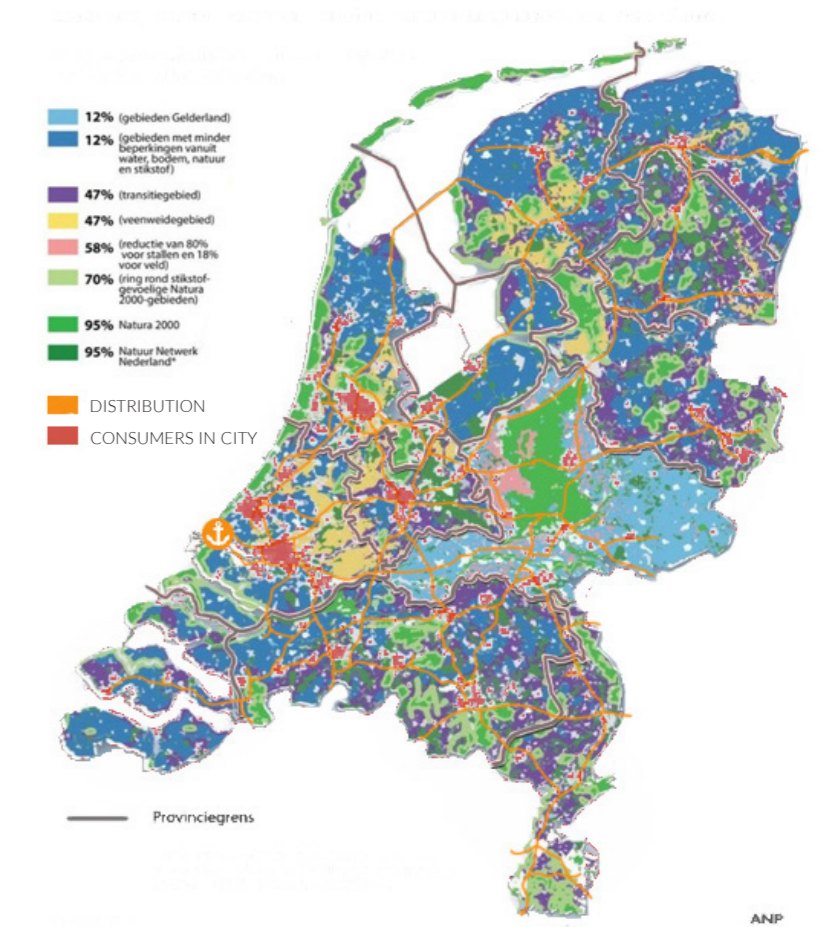 12% (gebieden Gelderland)
12% (gebieden met minder
beperkingen vanuit
water, bodem, natuur
en stikstof)
47% (transitiegebied)
47% (veenweidegebied)
58% (reductie van 80%
voor stallen en 18%
voor veld)
70% (ring rond stikstof-
gevoelige Natura
2000-gebieden)
95% Natura 2000
95% Natuur Netwerk
Nederland*
DISTRIBUTION
CONSUMERS IN CITY
Provinciegrens
ANP